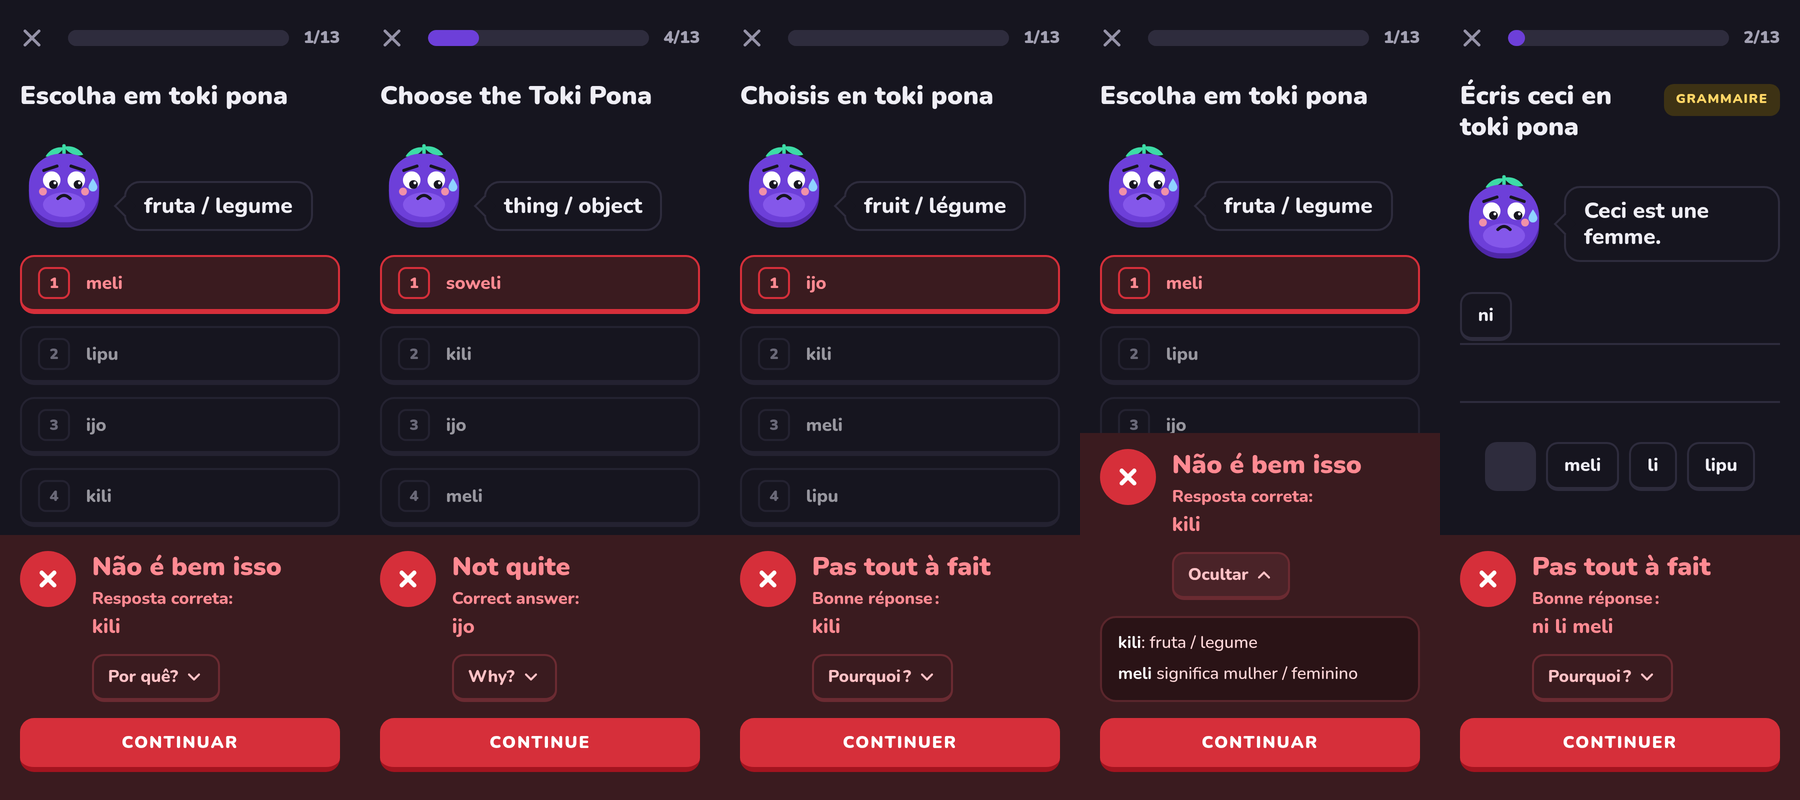 1/13
Escolha em toki pona
fruta / legume
1 meli
2 lipu
3 ijo
4 kili
Não é bem isso
Resposta correta:
kili
Por quê?
CONTINUAR
4/13
Choose the Toki Pona
thing / object
1 soweli
2 kili
3 ijo
4 meli
Not quite
Correct answer:
ijo
Why?
CONTINUE
1/13
Choisis en toki pona
fruit / légume
1 ijo
2 kili
3 meli
4 lipu
Pas tout à fait
Bonne réponse :
kili
Pourquoi ?
CONTINUER
1/13
Escolha em toki pona
fruta / legume
1 meli
2 lipu
3 ijo
Não é bem isso
Resposta correta:
kili
Ocultar
kili: fruta / legume
meli significa mulher / feminino
CONTINUAR
2/13
Écris ceci en
toki pona
GRAMMAIRE
Ceci est une
femme.
ni
meli li lipu
Pas tout à fait
Bonne réponse :
ni li meli
Pourquoi ?
CONTINUER